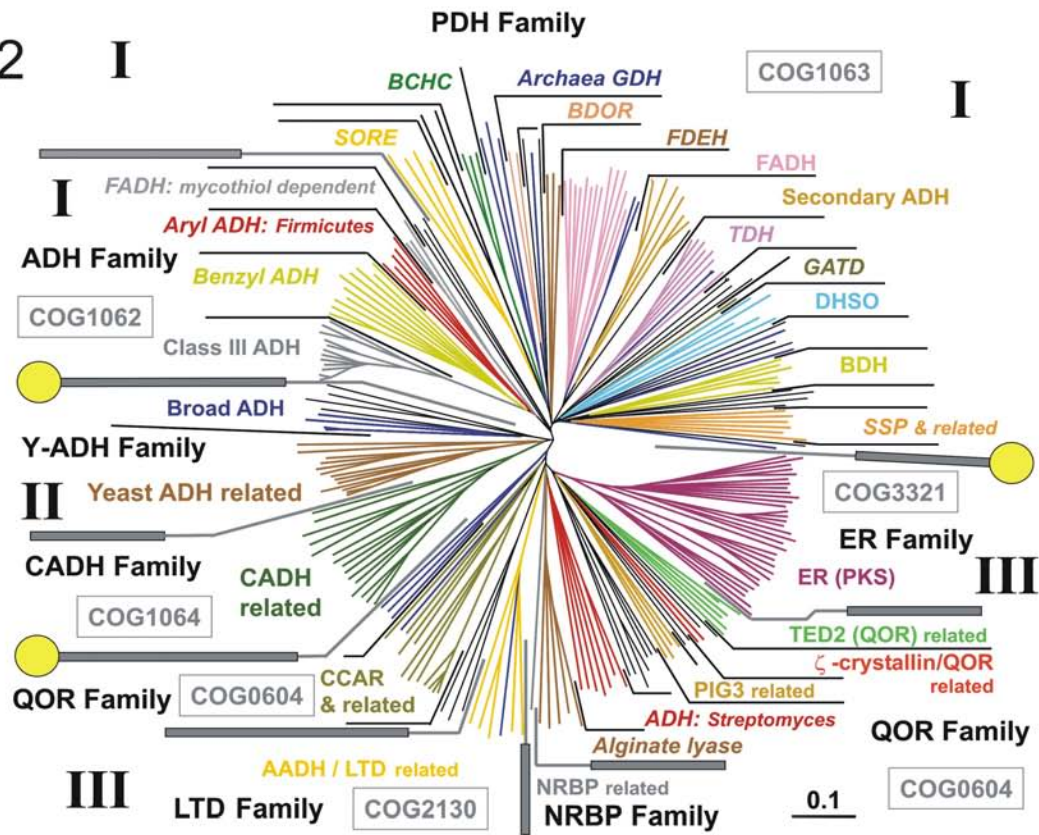 PDH Family
2
I
BCHC
Archaea GDH
COG1063
I
SORE
BDOR
FDEH
FADH: mycothiol dependent
FADH
I
Secondary ADH
Aryl ADH: Firmicutes
TDH
ADH Family
Benzyl ADH
GATD
COG1062
DHSO
Class III ADH
BDH
Broad ADH
SSP & related
Y-ADH Family
COG3321
II
Yeast ADH related
ER Family
CADH Family
ER (PKS)
III
CADH
related
COG1064
TED2 (QOR) related
ζ -crystallin/QOR
related
QOR Family
COG0604
CCAR
& related
PIG3 related
ADH: Streptomyces
QOR Family
Alginate lyase
III
AADH / LTD related
NRBP related
COG0604
LTD Family
COG2130
NRBP Family
0.1